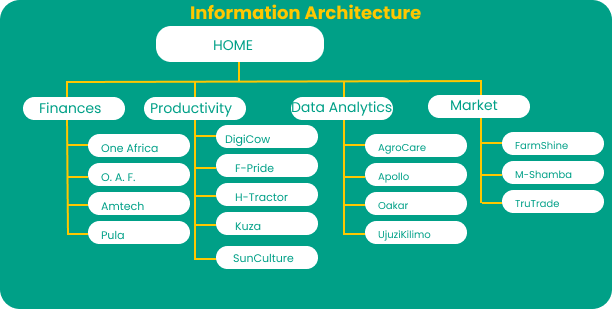 Information Architecture
HOME
Finances
One Africa
O. A. F.
Amtech
Pula
Productivity
DigiCow
F-Pride
H-Tractor
Kuza
SunCulture
Data Analytics
AgroCare
Apollo
Oakar
UjuziKilimo
Market
FarmShine
M-Shamba
TruTrade